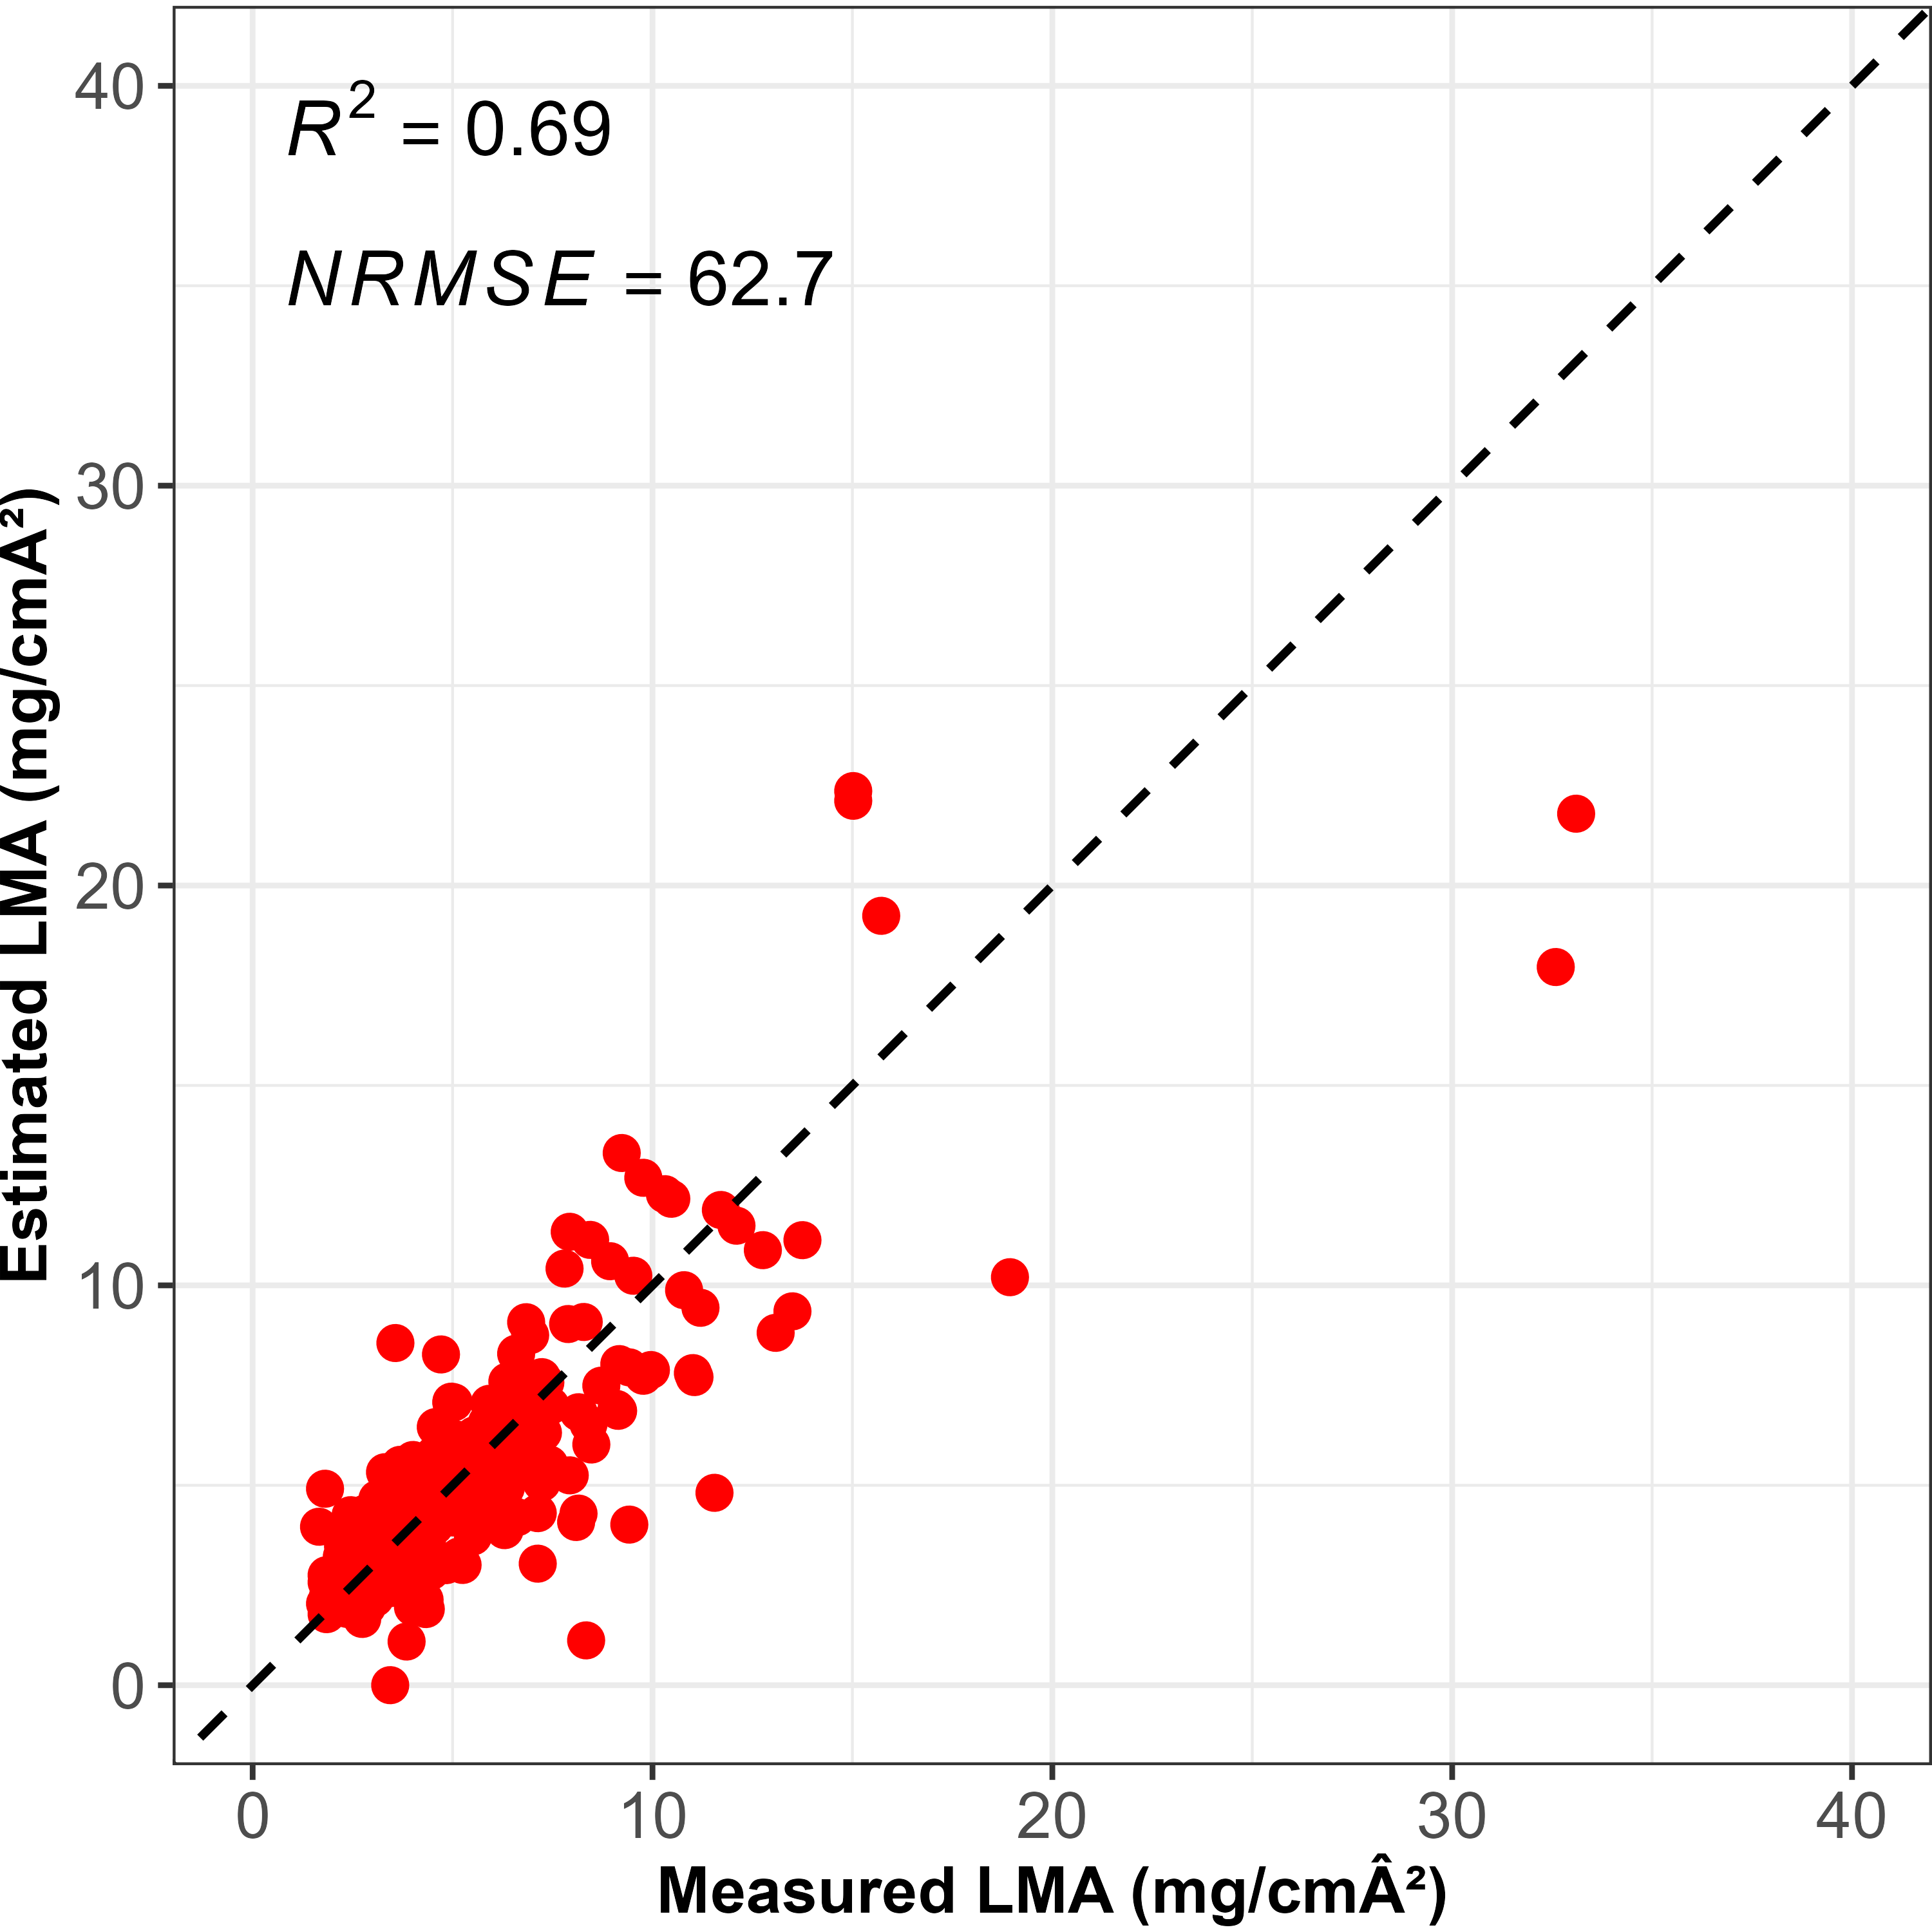 R² = 0.69
NRMSE = 62.7
Estimated LMA (mg/cmÂ²)
40
30
20
10
0
0 10 20 30 40
Measured LMA (mg/cmÂ²)